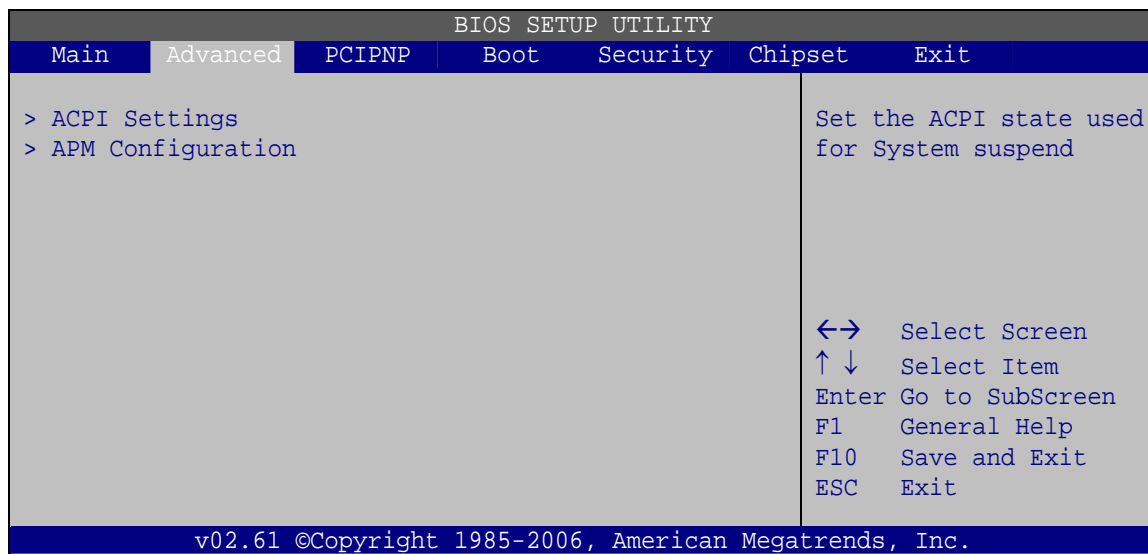 BIOS SETUP UTILITY
Main Advanced PCIPNP Boot Security Chipset Exit
> ACPI Settings
> APM Configuration
Set the ACPI state used
for System suspend
←→ Select Screen
↑ ↓ Select Item
Enter Go to SubScreen
F1 General Help
F10 Save and Exit
ESC Exit
v02.61 ©Copyright 1985-2006, American Megatrends, Inc.